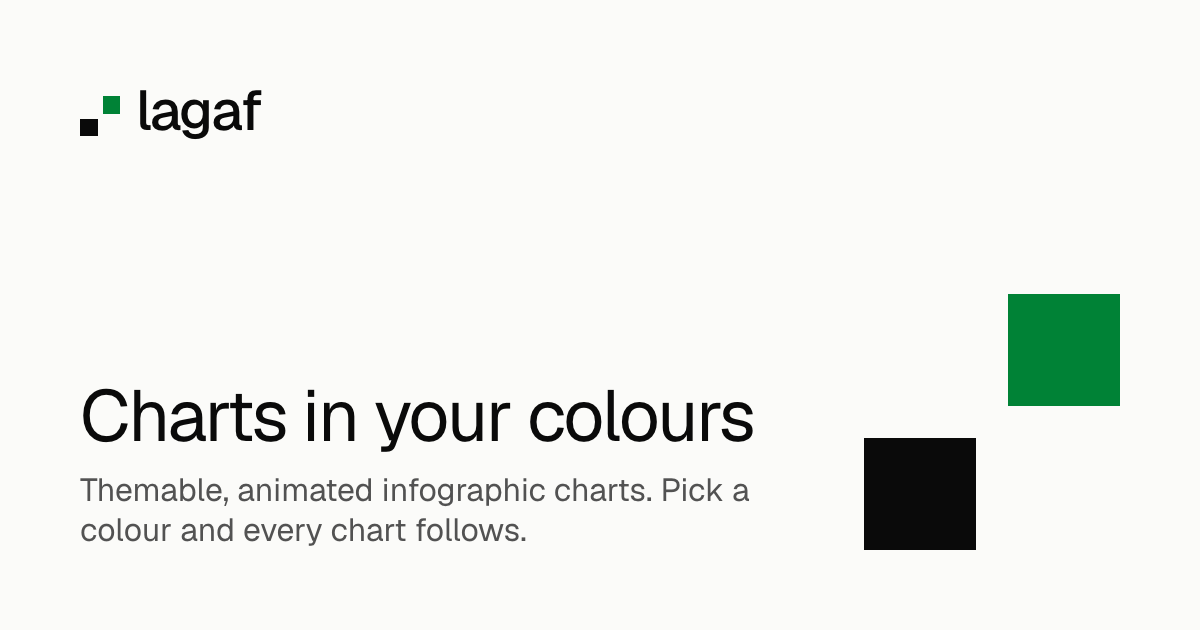 lagaf
Charts in your colours
Themable, animated infographic charts. Pick a
colour and every chart follows.